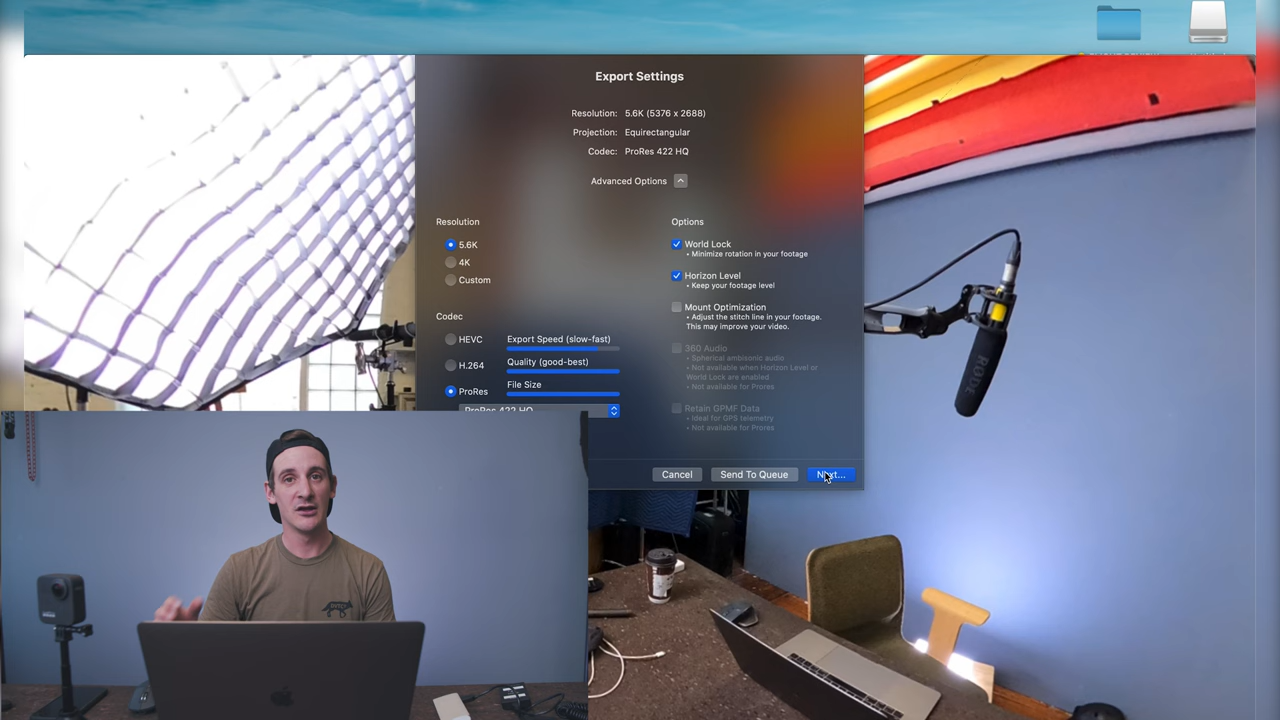 Export Settings
Resolution: 5.6K (5376 x 2688)
Projection: Equirectangular
Codec: ProRes 422 HQ
Advanced Options
Resolution
5.6K
4K
Custom
Codec
HEVC
Export Speed (slow-fast)
H.264
Quality (good-best)
ProRes
File Size
ProRes 422 HQ
Options
World Lock
• Minimize rotation in your footage
Horizon Level
• Keep your footage level
Mount Optimization
• Adjust the stitch line in your footage.
This may improve your video.
360 Audio
• Spherical ambisonic audio
• Not available when Horizon Level or
World Lock are enabled
• Not available for Prores
Retain GPMF Data
• Ideal for GPS telemetry
• Not available for Prores
Cancel
Send To Queue
Next...
RODE